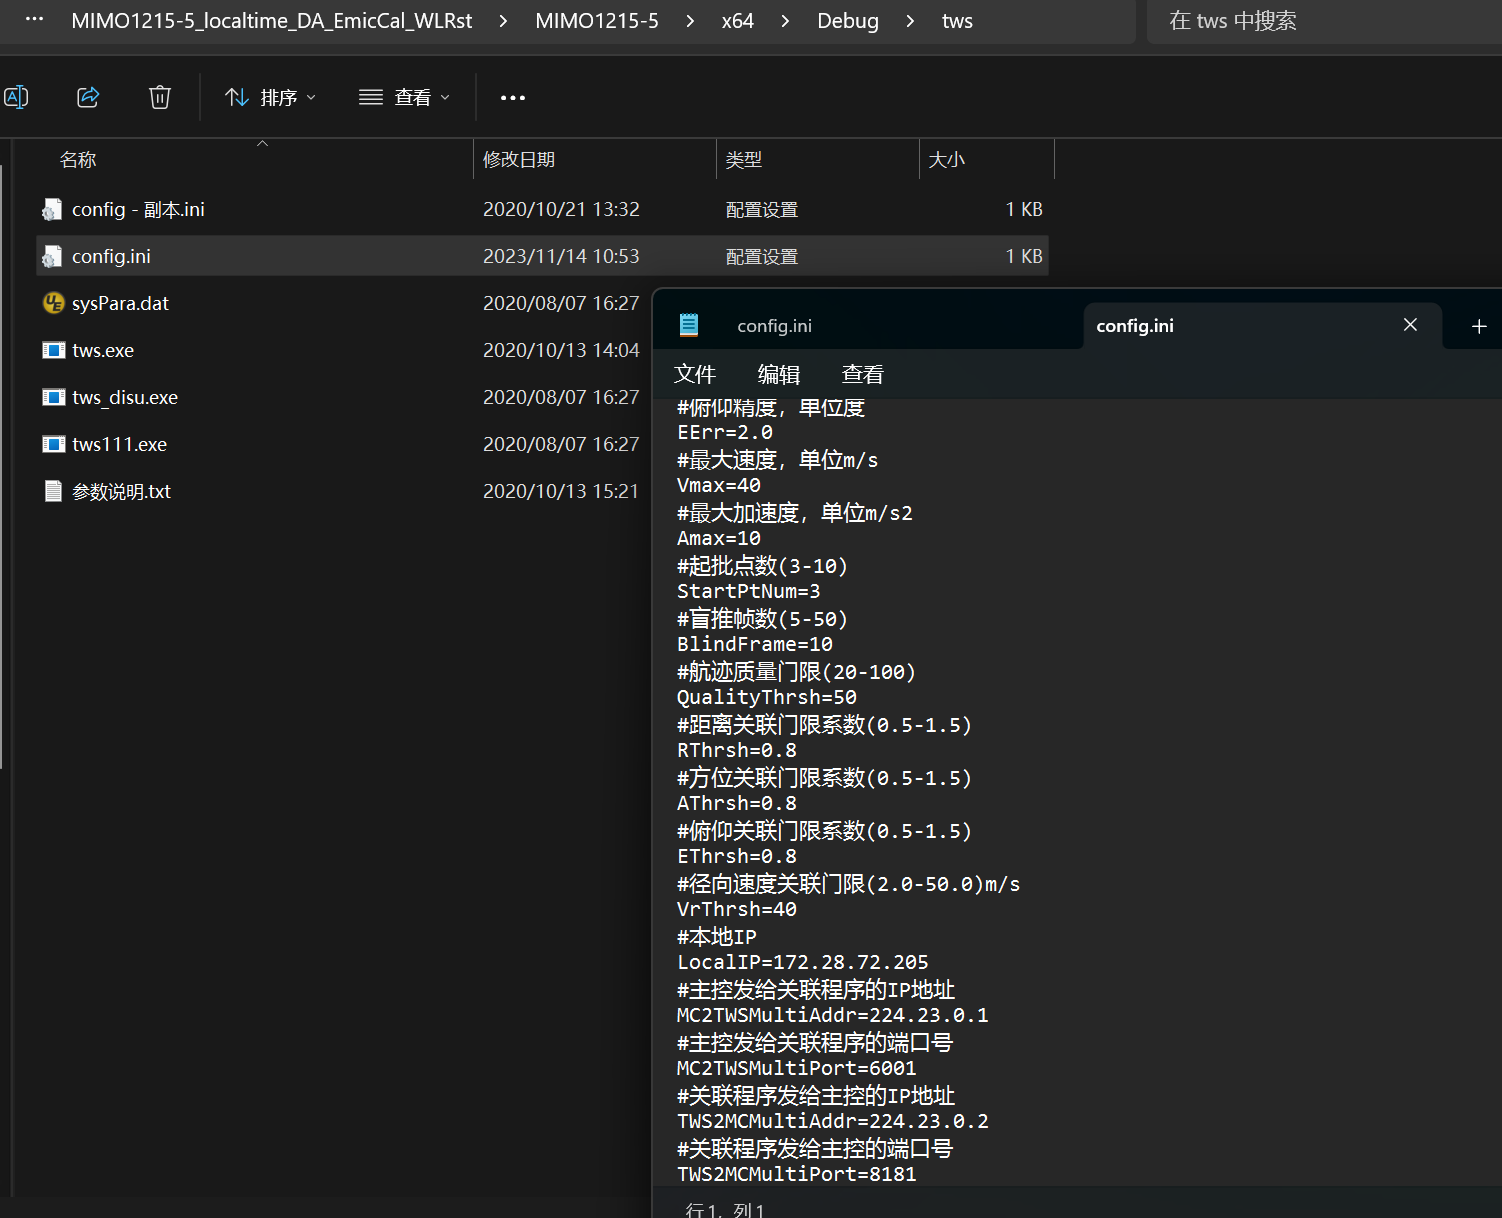 ··· MIMO1215-5_localtime_DA_EmicCal_WLRst > MIMO1215-5 > x64 > Debug > tws 在 tws 中搜索
A 排序 查看 ···
名称 修改日期 类型 大小
config - 副本.ini 2020/10/21 13:32 配置设置 1 KB
config.ini 2023/11/14 10:53 配置设置 1 KB
UE sysPara.dat 2020/08/07 16:27
tws.exe 2020/10/13 14:04
tws_disu.exe 2020/08/07 16:27
tws111.exe 2020/08/07 16:27
参数说明.txt 2020/10/13 15:21
config.ini config.ini
文件 编辑 查看
#俯仰精度，单位度
EErr=2.0
#最大速度，单位m/s
Vmax=40
#最大加速度，单位m/s2
Amax=10
#起批点数(3-10)
StartPtNum=3
#盲推帧数(5-50)
BlindFrame=10
#航迹质量门限(20-100)
QualityThrsh=50
#距离关联门限系数(0.5-1.5)
RThrsh=0.8
#方位关联门限系数(0.5-1.5)
AThrsh=0.8
#俯仰关联门限系数(0.5-1.5)
EThrsh=0.8
#径向速度关联门限(2.0-50.0)m/s
VrThrsh=40
#本地IP
LocalIP=172.28.72.205
#主控发给关联程序的IP地址
MC2TWSMultiAddr=224.23.0.1
#主控发给关联程序的端口号
MC2TWSMultiPort=6001
#关联程序发给主控的IP地址
TWS2MCMultiAddr=224.23.0.2
#关联程序发给主控的端口号
TWS2MCMultiPort=8181
行 1, 列 1